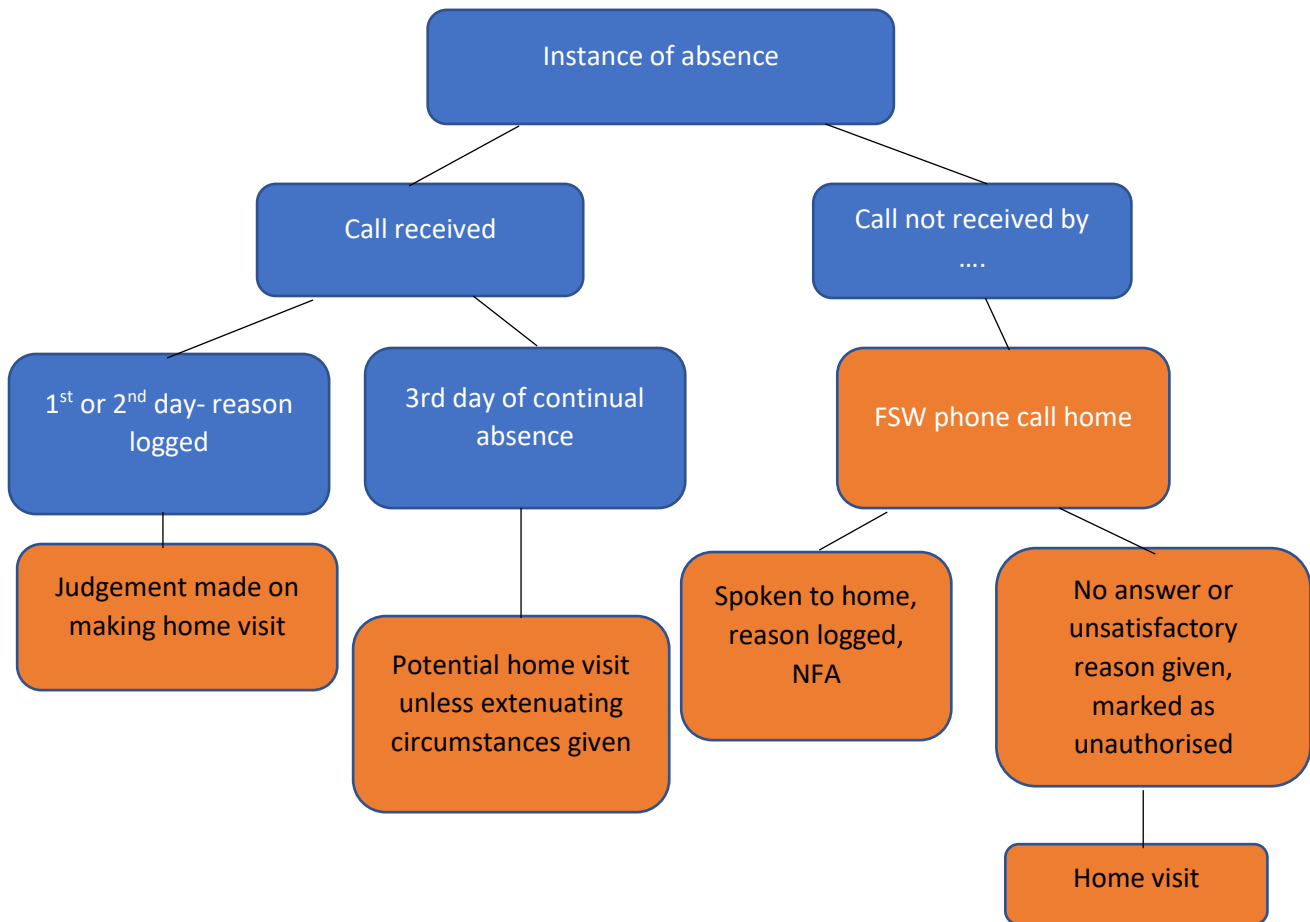 Instance of absence
Call received
Call not received by
....
1st or 2nd day- reason
logged
3rd day of continual
absence
FSW phone call home
Judgement made on
making home visit
Potential home visit
unless extenuating
circumstances given
Spoken to home,
reason logged,
NFA
No answer or
unsatisfactory
reason given,
marked as
unauthorised
Home visit